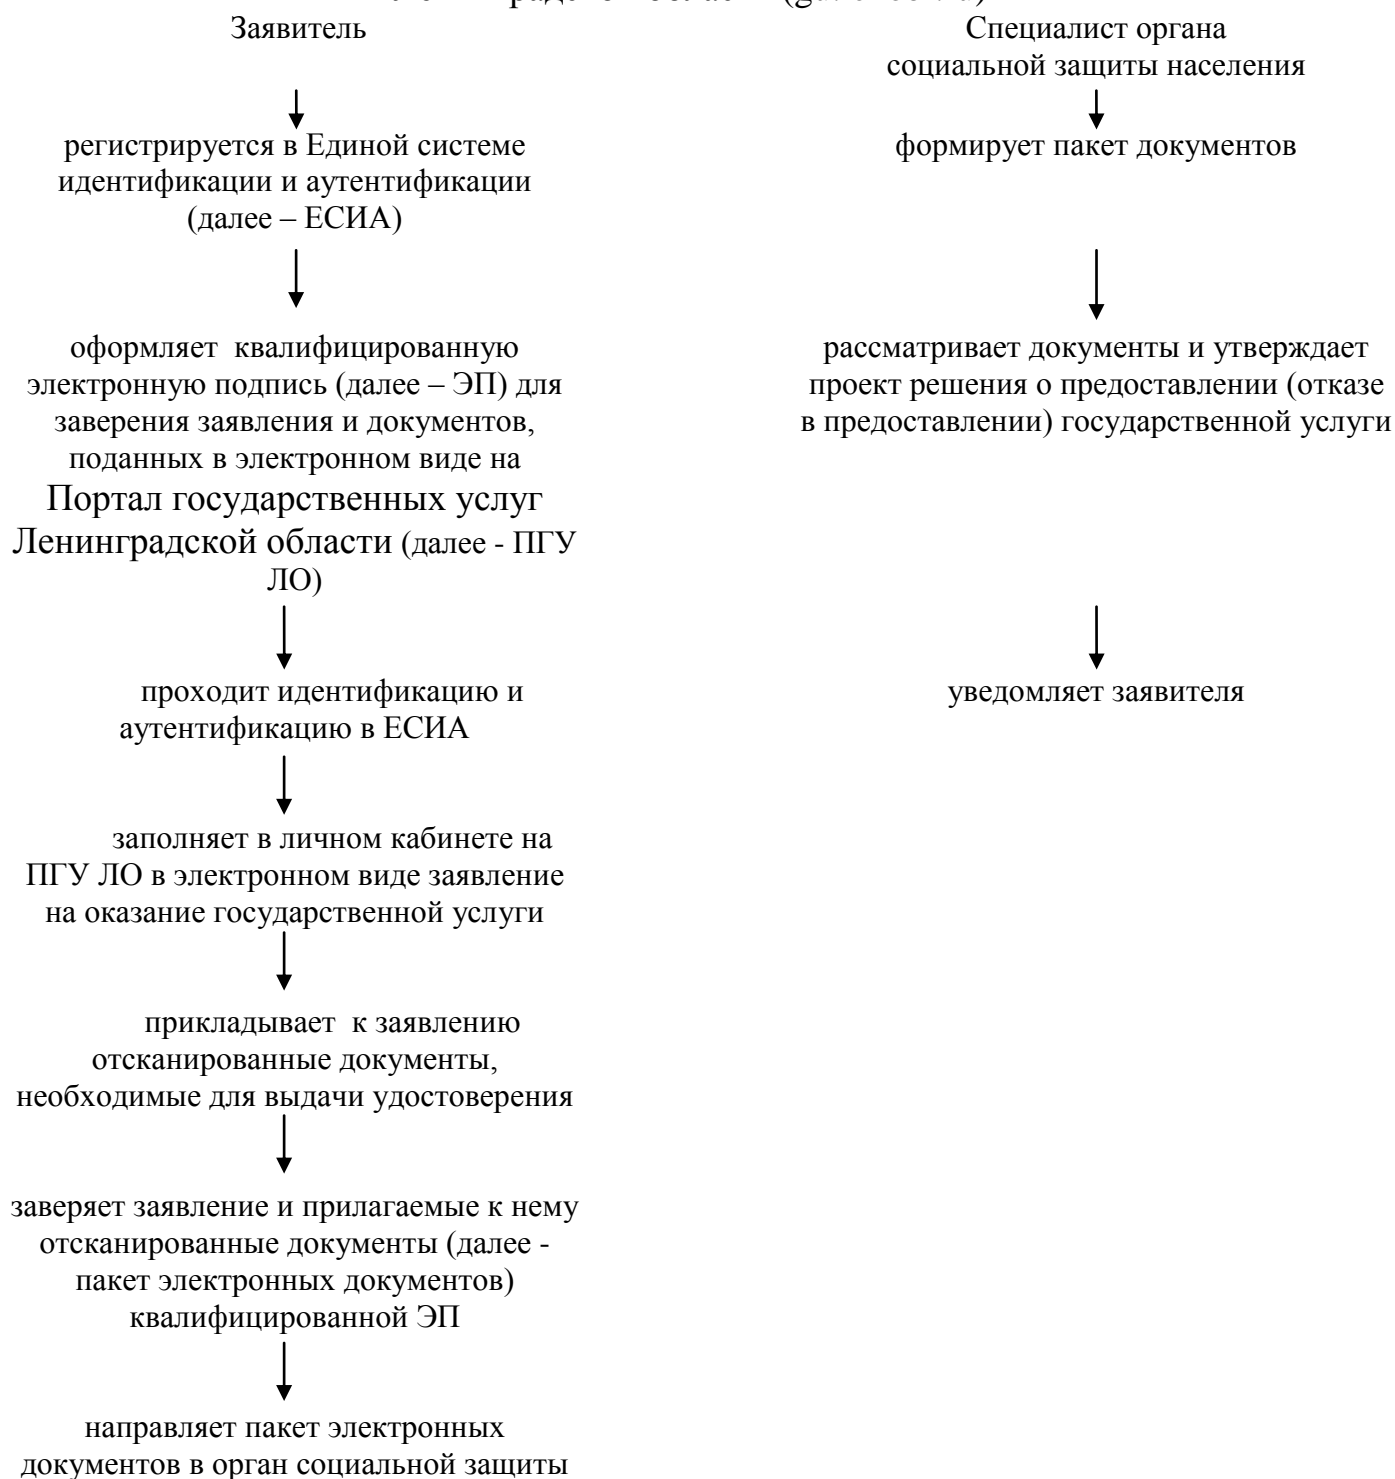 Заявитель
регистрируется в Единой системе
идентификации и аутентификации
(далее – ЕСИА)
оформляет квалифицированную
электронную подпись (далее – ЭП) для
заверения заявления и документов,
поданных в электронном виде на
Портал государственных услуг
Ленинградской области (далее - ПГУ
ЛО)
проходит идентификацию и
аутентификацию в ЕСИА
заполняет в личном кабинете на
ПГУ ЛО в электронном виде заявление
на оказание государственной услуги
прикладывает к заявлению
отсканированные документы,
необходимые для выдачи удостоверения
заверяет заявление и прилагаемые к нему
отсканированные документы (далее -
пакет электронных документов)
квалифицированной ЭП
направляет пакет электронных
документов в орган социальной защиты
Специалист органа
социальной защиты населения
формирует пакет документов
рассматривает документы и утверждает
проект решения о предоставлении (отказе
в предоставлении) государственной услуги
уведомляет заявителя